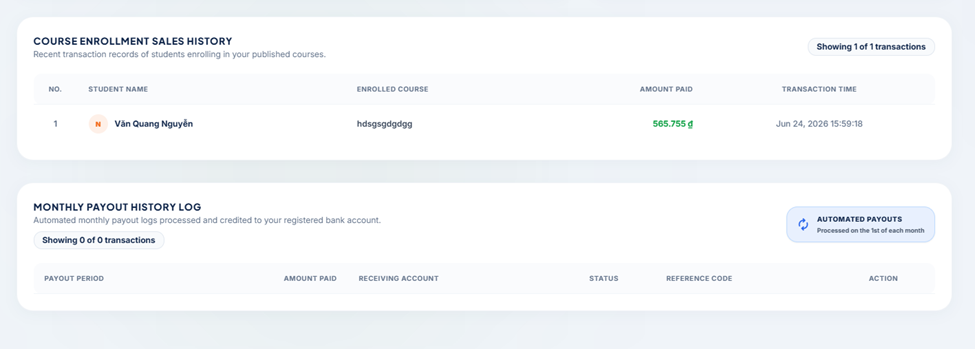 COURSE ENROLLMENT SALES HISTORY
Recent transaction records of students enrolling in your published courses.
Showing 1 of 1 transactions
NO. STUDENT NAME ENROLLED COURSE AMOUNT PAID TRANSACTION TIME
1 N Văn Quang Nguyễn hdsgsgdgdgg 565.755 ₫ Jun 24, 2026 15:59:18
MONTHLY PAYOUT HISTORY LOG
Automated monthly payout logs processed and credited to your registered bank account.
Showing 0 of 0 transactions
AUTOMATED PAYOUTS
Processed on the 1st of each month
PAYOUT PERIOD AMOUNT PAID RECEIVING ACCOUNT STATUS REFERENCE CODE ACTION